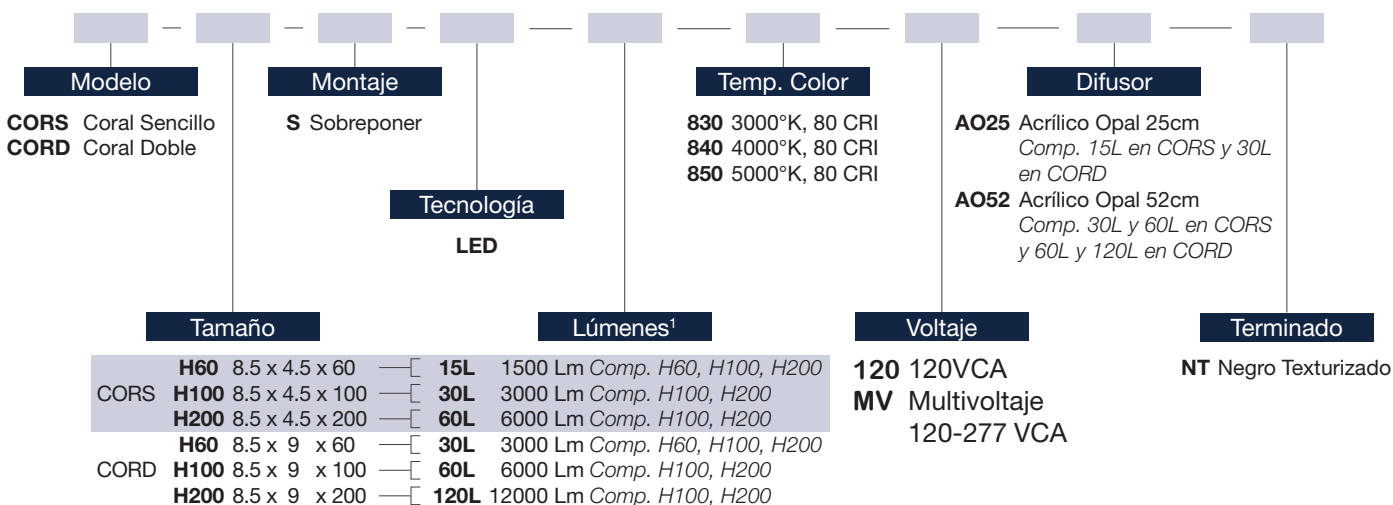 Modelo
CORS Coral Sencillo
CORD Coral Doble
Montaje
S Sobreponer
Tecnología
LED
Temp. Color
830 3000°K, 80 CRI
840 4000°K, 80 CRI
850 5000°K, 80 CRI
Difusor
AO25 Acrílico Opal 25cm
Comp. 15L en CORS y 30L
en CORD
AO52 Acrílico Opal 52cm
Comp. 30L y 60L en CORS
y 60L y 120L en CORD
Tamaño
Lúmenes¹
H60 8.5 x 4.5 x 60 15L 1500 Lm Comp. H60, H100, H200
CORS H100 8.5 x 4.5 x 100 30L 3000 Lm Comp. H100, H200
H200 8.5 x 4.5 x 200 60L 6000 Lm Comp. H100, H200
H60 8.5 x 9 x 60 30L 3000 Lm Comp. H60, H100, H200
CORD H100 8.5 x 9 x 100 60L 6000 Lm Comp. H100, H200
H200 8.5 x 9 x 200 120L 12000 Lm Comp. H100, H200
Voltaje
120 120VCA
MV Multivoltaje
120-277 VCA
Terminado
NT Negro Texturizado